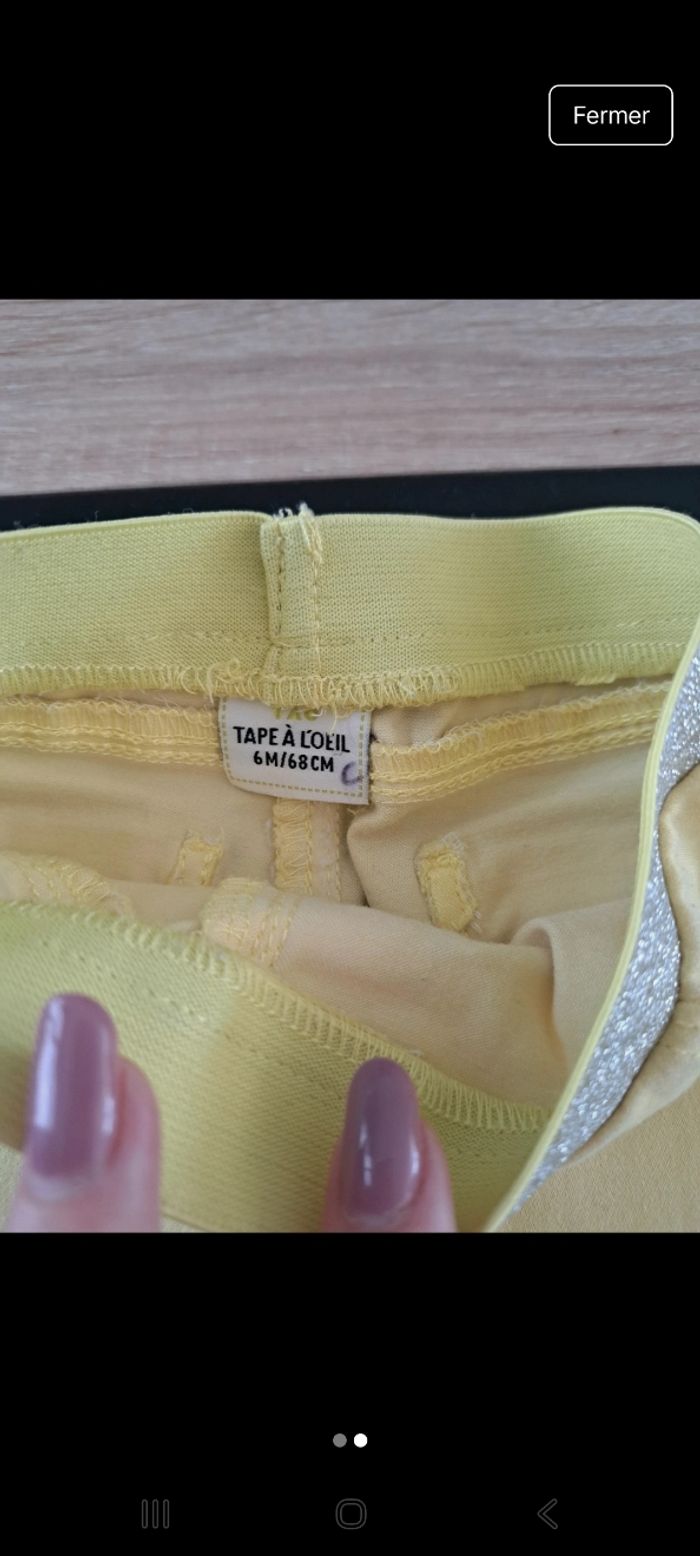 Fermer
TAPE À L'OEIL
6M/68CM